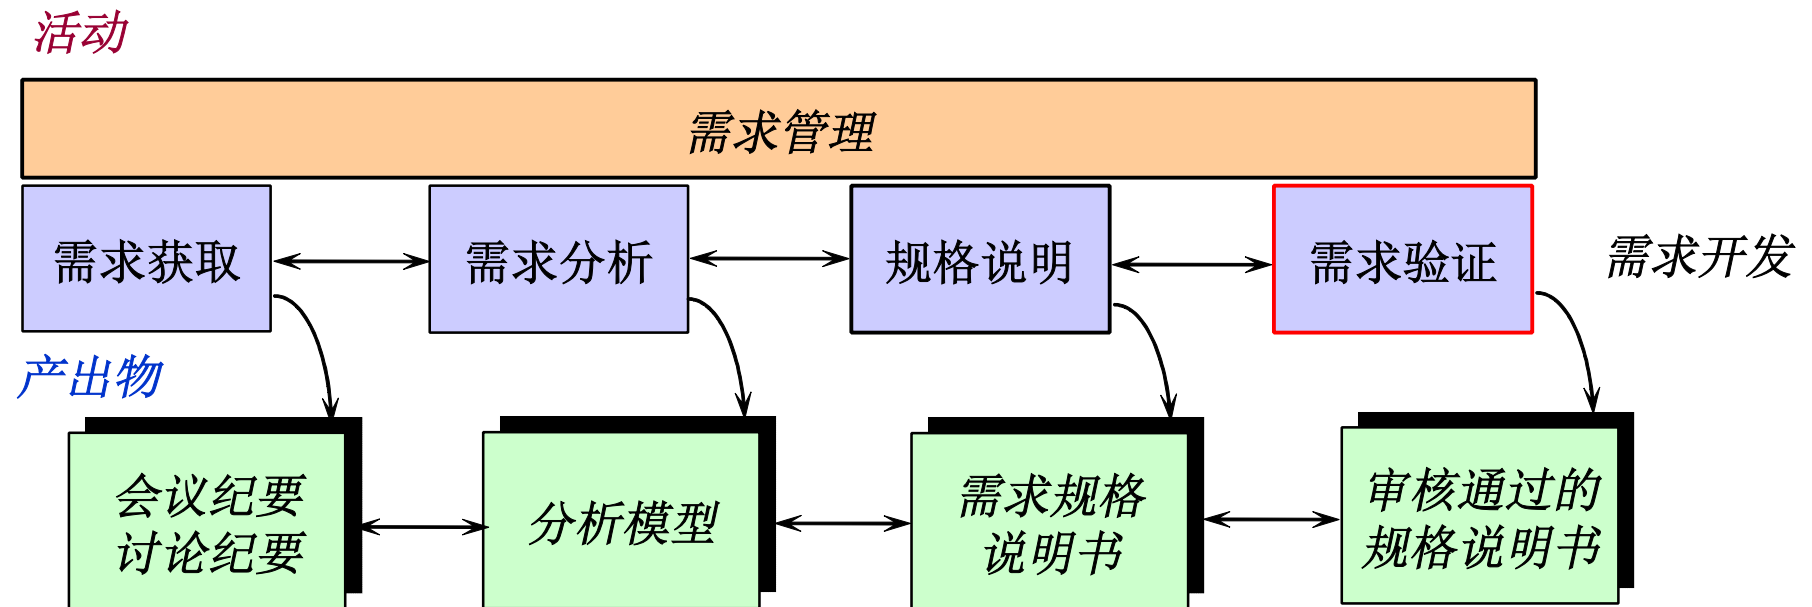 活动
需求管理
需求获取
需求分析
规格说明
需求验证
需求开发
产出物
会议纪要
讨论纪要
分析模型
需求规格
说明书
审核通过的
规格说明书